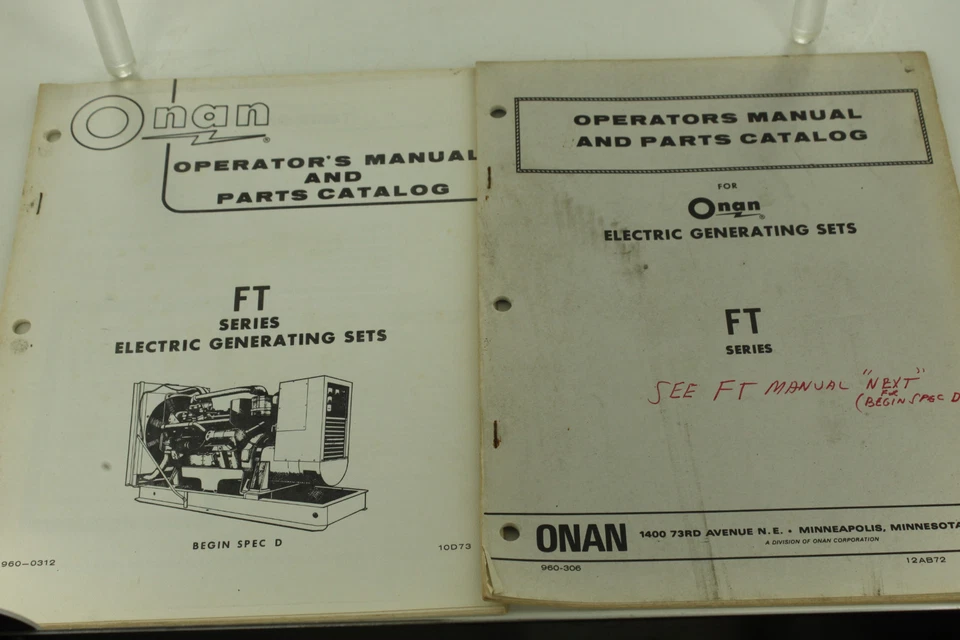 Onan
OPERATOR'S MANUAL
AND
PARTS CATALOG
FT
SERIES
ELECTRIC GENERATING SETS
BEGIN SPEC D
960-0312
10D73
OPERATORS MANUAL
AND PARTS CATALOG
FOR
Onan
ELECTRIC GENERATING SETS
FT
SERIES
SEE FT MANUAL "NEXT"
FOR
(BEGIN SPEC D
ONAN 1400 73RD AVENUE N.E. • MINNEAPOLIS, MINNESOTA
A DIVISION OF ONAN CORPORATION
960-306
12AB72